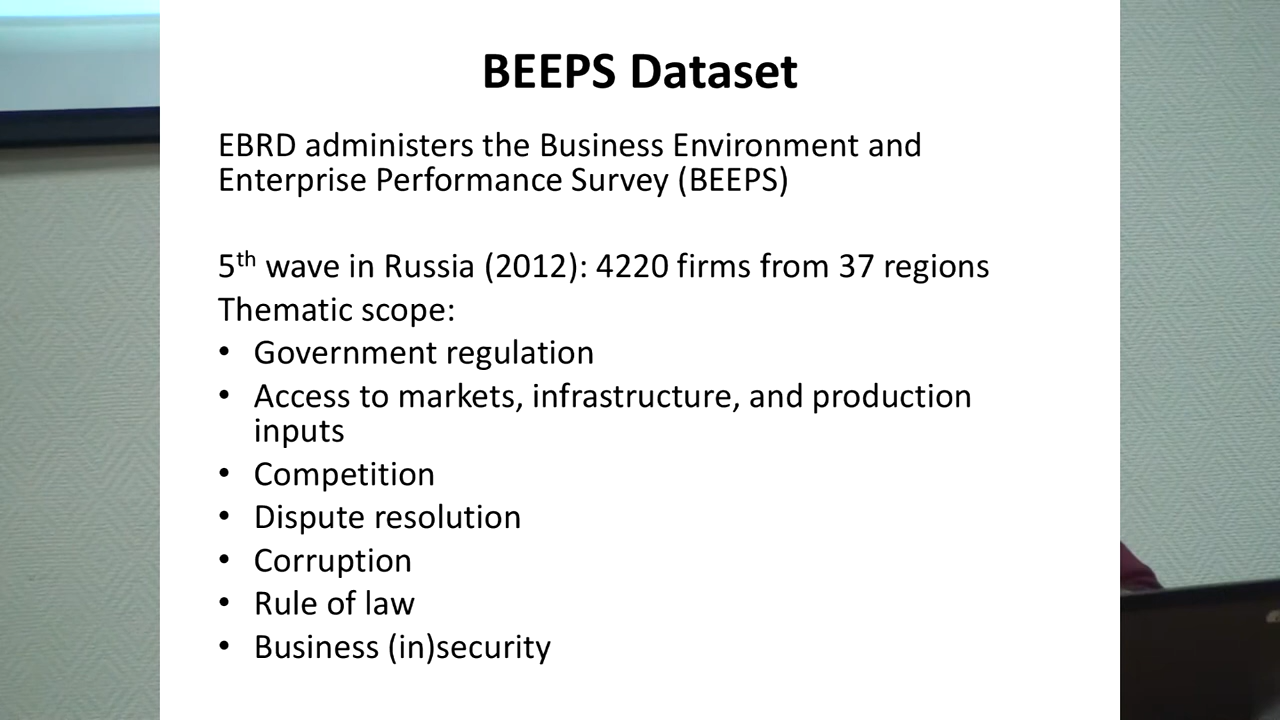 BEEPS Dataset
EBRD administers the Business Environment and
Enterprise Performance Survey (BEEPS)
5th wave in Russia (2012): 4220 firms from 37 regions
Thematic scope:
• Government regulation
• Access to markets, infrastructure, and production
inputs
• Competition
• Dispute resolution
• Corruption
• Rule of law
• Business (in)security